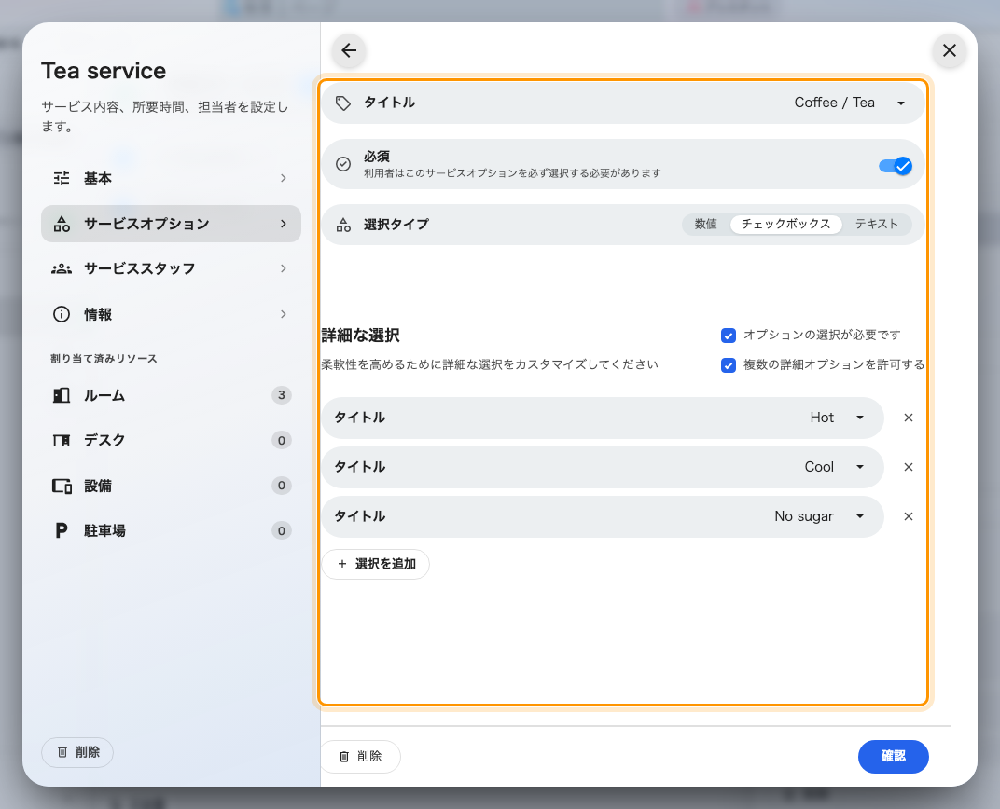 Tea service
サービス内容、所要時間、担当者を設定し
ます。
基本
サービスオプション
サービススタッフ
情報
割り当て済みリソース
ルーム 3
デスク 0
設備 0
駐車場 0
削除
タイトル Coffee / Tea
必須
利用者はこのサービスオプションを必ず選択する必要があります
選択タイプ 数値 チェックボックス テキスト
詳細な選択
柔軟性を高めるために詳細な選択をカスタマイズしてください
オプションの選択が必要です
複数の詳細オプションを許可する
タイトル Hot
タイトル Cool
タイトル No sugar
+ 選択を追加
削除
確認